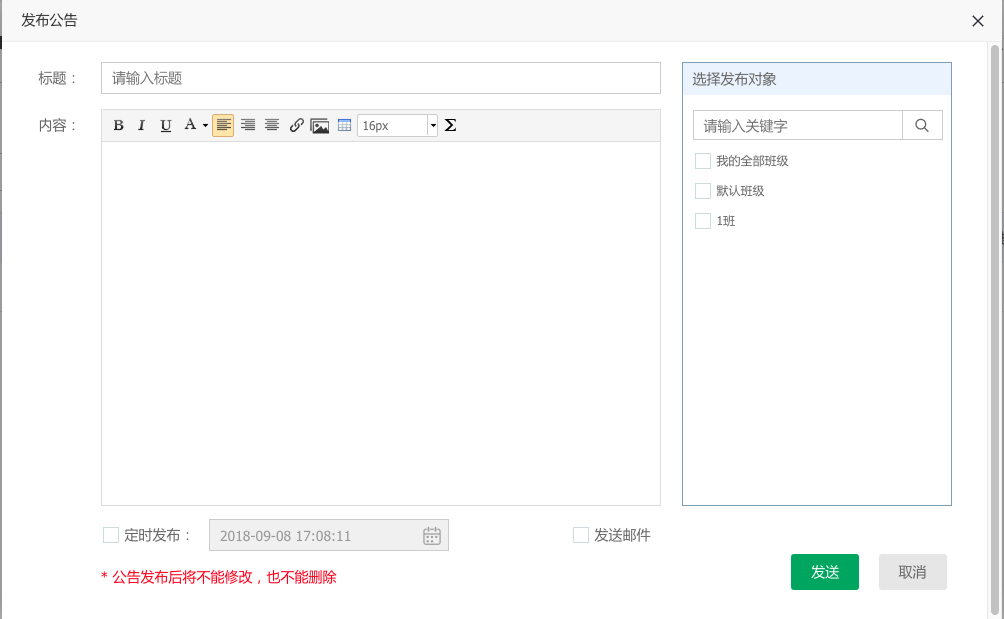 发布公告
标题：
请输入标题
选择发布对象
内容：
B I U A 16px Σ
请输入关键字
我的全部班级
默认班级
1班
定时发布：
2018-09-08 17:08:11
发送邮件
* 公告发布后将不能修改，也不能删除
发送
取消